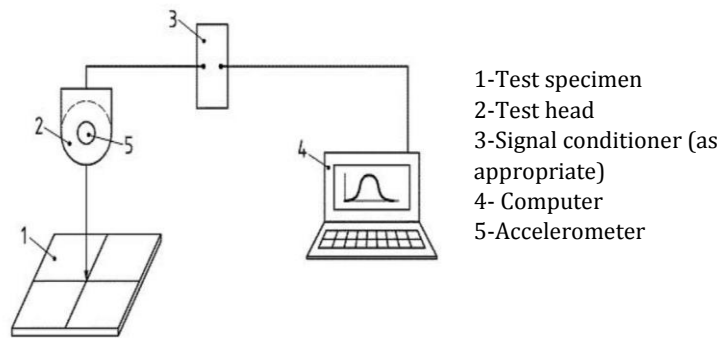 3
2
5
4
1
1-Test specimen
2-Test head
3-Signal conditioner (as
appropriate)
4- Computer
5-Accelerometer